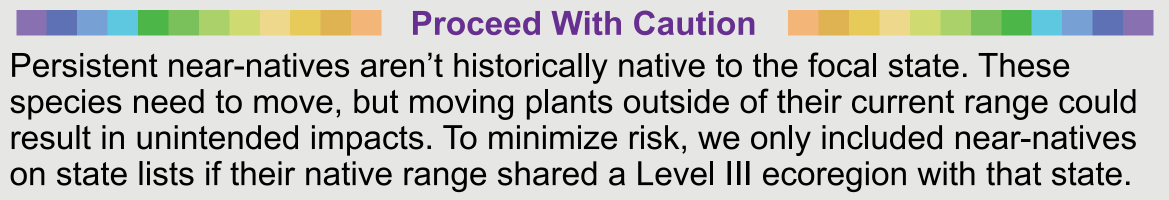 Proceed With Caution
Persistent near-natives aren’t historically native to the focal state. These
species need to move, but moving plants outside of their current range could
result in unintended impacts. To minimize risk, we only included near-natives
on state lists if their native range shared a Level III ecoregion with that state.